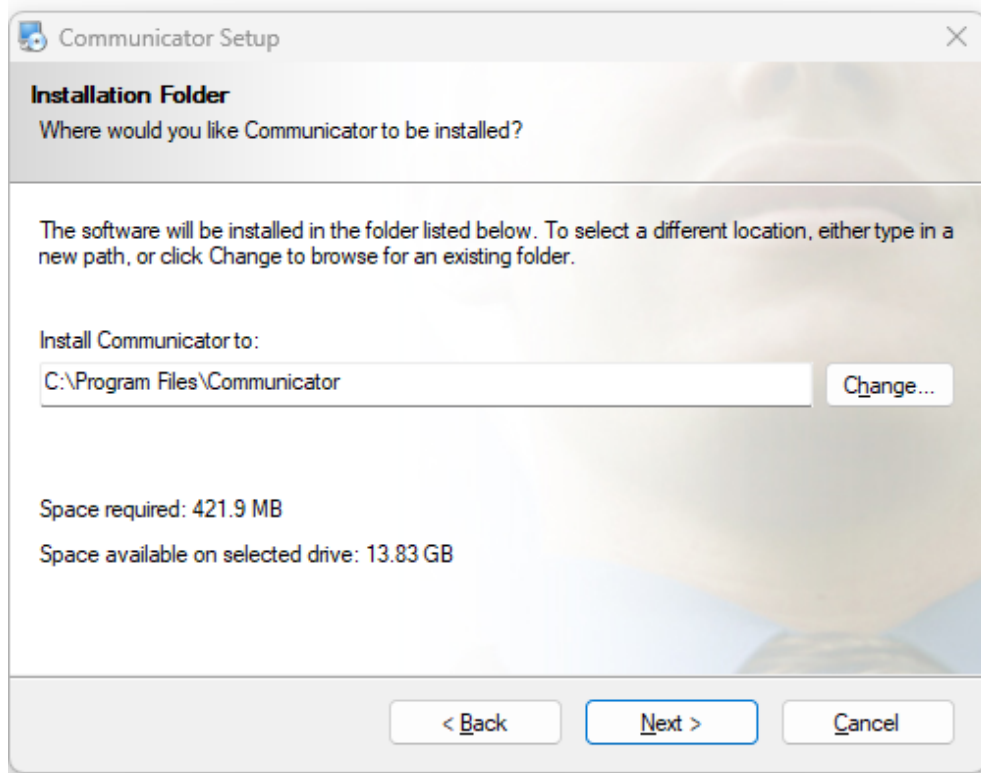 Communicator Setup
Installation Folder
Where would you like Communicator to be installed?
The software will be installed in the folder listed below. To select a different location, either type in a
new path, or click Change to browse for an existing folder.
Install Communicator to:
C:\Program Files\Communicator
Change...
Space required: 421.9 MB
Space available on selected drive: 13.83 GB
< Back
Next >
Cancel